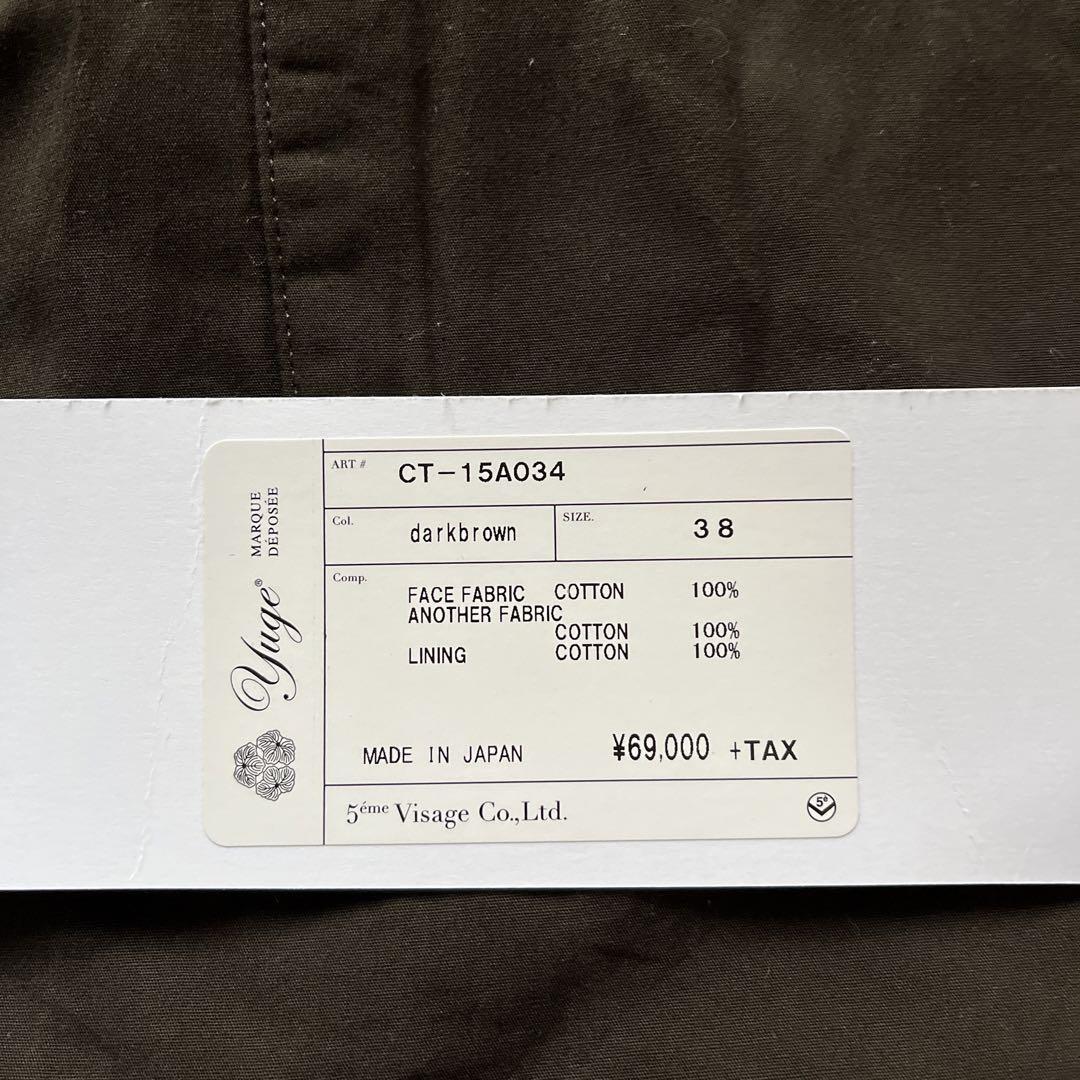 MARQUE
DÉPOSÉE
Yuge®
ART # CT-15A034
Col. darkbrown SIZE. 38
Comp.
FACE FABRIC COTTON 100%
ANOTHER FABRIC
COTTON 100%
LINING COTTON 100%
MADE IN JAPAN ¥69,000 +TAX
5éme Visage Co.,Ltd.
5e